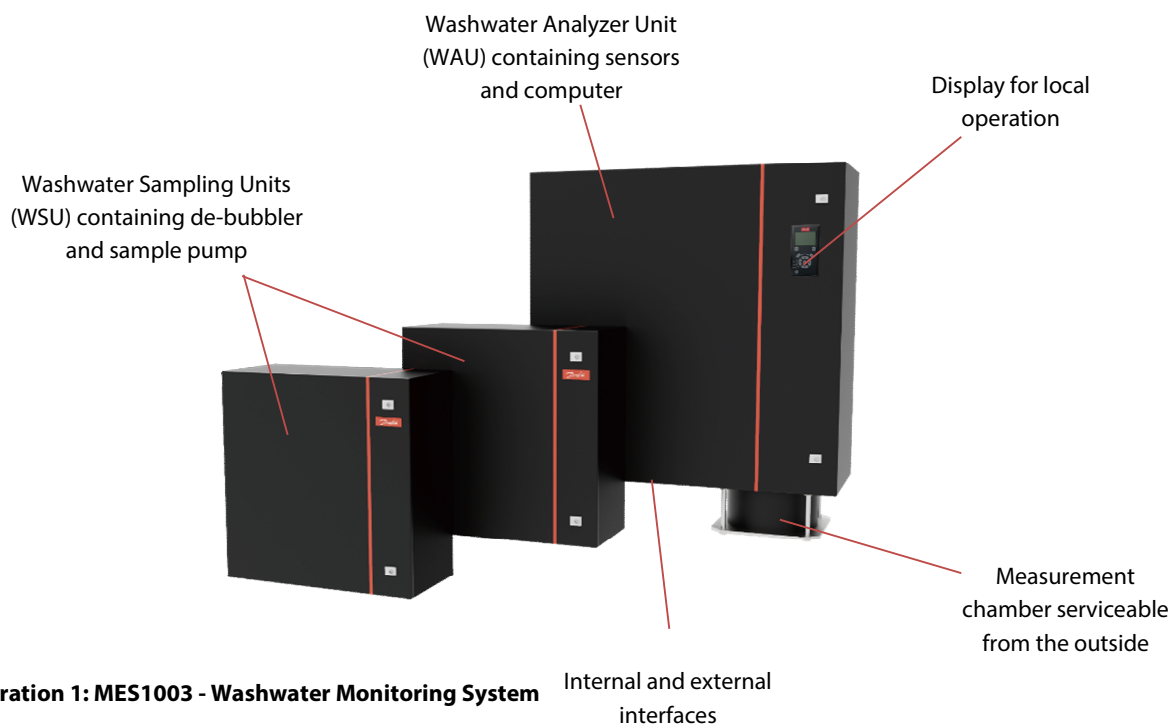 Washwater Analyzer Unit
(WAU) containing sensors
and computer
Display for local
operation
Washwater Sampling Units
(WSU) containing de-bubbler
and sample pump
Measurement
chamber serviceable
from the outside
ration 1: MES1003 - Washwater Monitoring System
Internal and external
interfaces